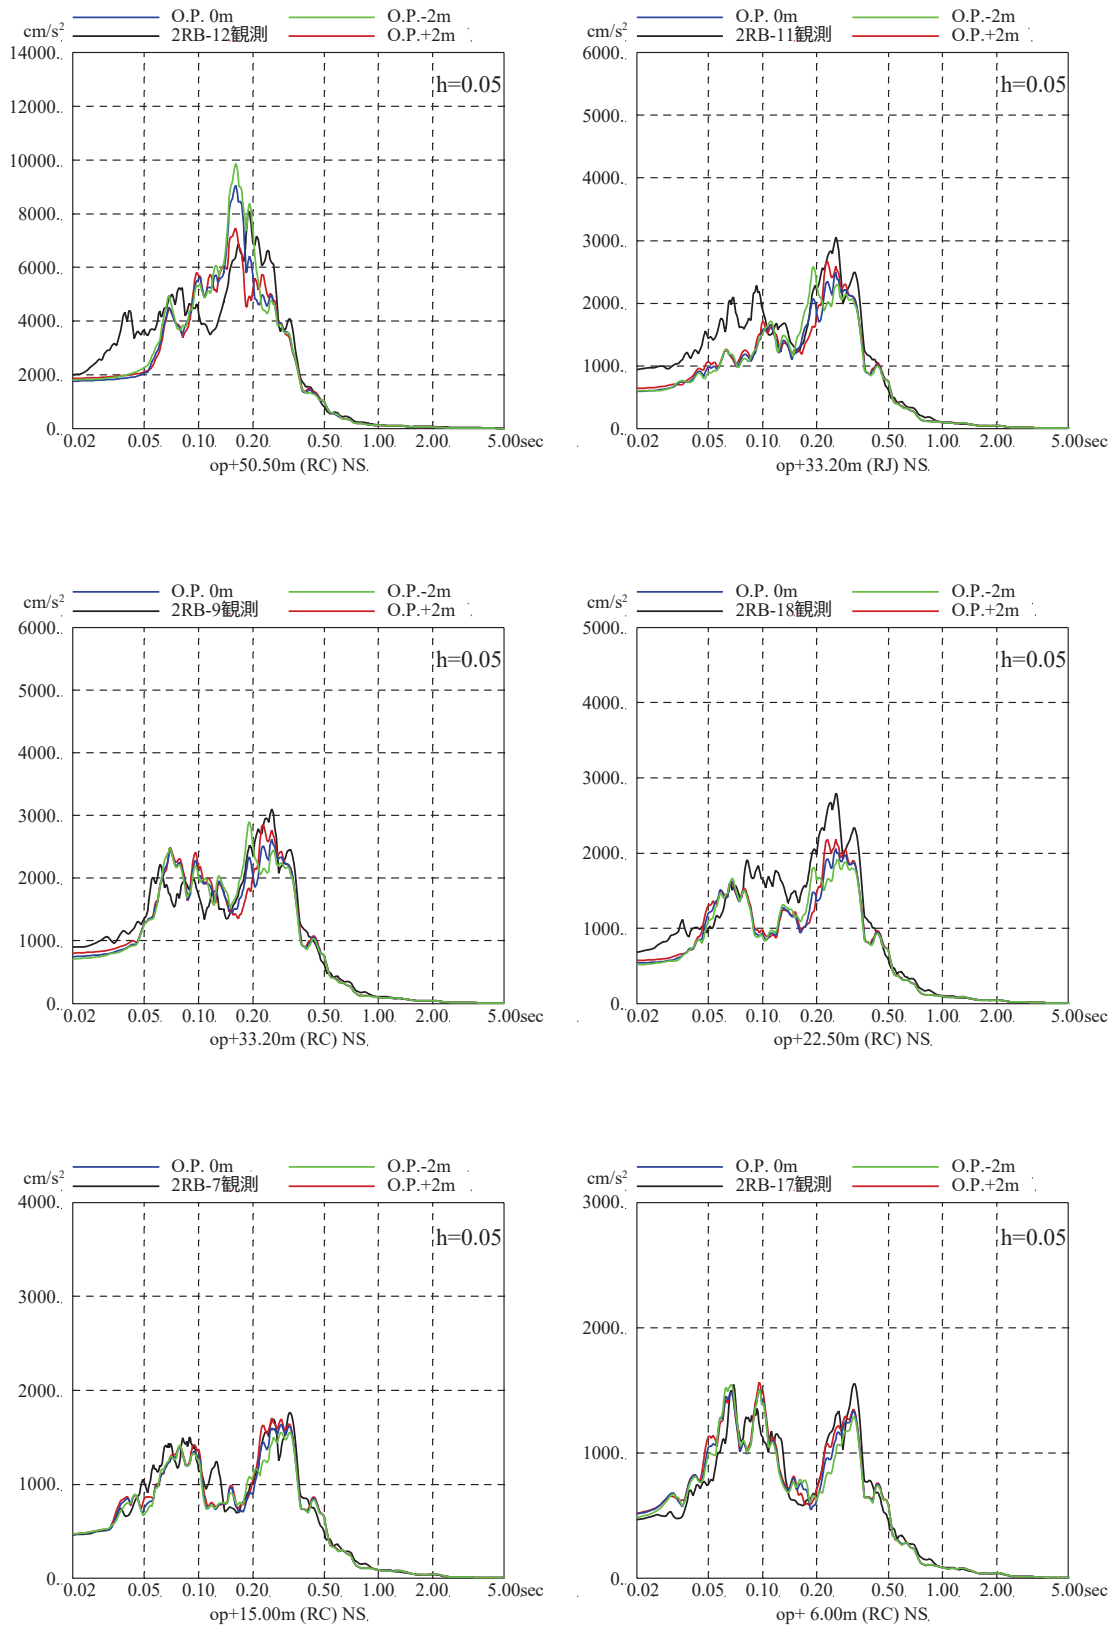 O.P. 0m O.P.-2m
cm/s² 2RB-12観測 O.P.+2m
14000.
h=0.05
12000.
10000.
8000.
6000.
4000.
2000.
0.
0.02 0.05 0.10 0.20 0.50 1.00 2.00 5.00sec
op+50.50m (RC) NS
O.P. 0m O.P.-2m
cm/s² 2RB-11観測 O.P.+2m
6000.
h=0.05
5000.
4000.
3000.
2000.
1000.
0.
0.02 0.05 0.10 0.20 0.50 1.00 2.00 5.00sec
op+33.20m (RJ) NS
O.P. 0m O.P.-2m
cm/s² 2RB-9観測 O.P.+2m
6000.
h=0.05
5000.
4000.
3000.
2000.
1000.
0.
0.02 0.05 0.10 0.20 0.50 1.00 2.00 5.00sec
op+33.20m (RC) NS
O.P. 0m O.P.-2m
cm/s² 2RB-18観測 O.P.+2m
5000.
h=0.05
4000.
3000.
2000.
1000.
0.
0.02 0.05 0.10 0.20 0.50 1.00 2.00 5.00sec
op+22.50m (RC) NS
O.P. 0m O.P.-2m
cm/s² 2RB-7観測 O.P.+2m
4000.
h=0.05
3000.
2000.
1000.
0.
0.02 0.05 0.10 0.20 0.50 1.00 2.00 5.00sec
op+15.00m (RC) NS
O.P. 0m O.P.-2m
cm/s² 2RB-17観測 O.P.+2m
3000.
h=0.05
2000.
1000.
0.
0.02 0.05 0.10 0.20 0.50 1.00 2.00 5.00sec
op+ 6.00m (RC) NS